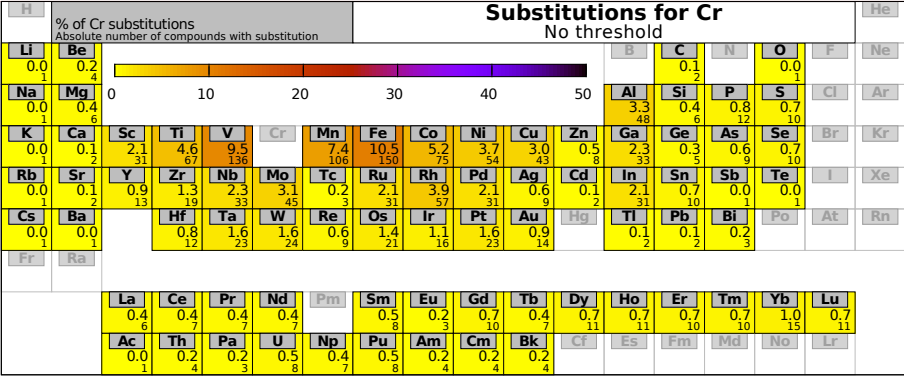 H % of Cr substitutions Substitutions for Cr He
Absolute number of compounds with substitution No threshold
Li Be B C N O F Ne
0.0 0.2 0.1 0.0
1 4 2 1
0 10 20 30 40 50
Na Mg Al Si P S Cl Ar
0.0 0.4 3.3 0.4 0.8 0.7
1 6 48 6 12 10
K Ca Sc Ti V Cr Mn Fe Co Ni Cu Zn Ga Ge As Se Br Kr
0.0 0.1 2.1 4.6 9.5 7.4 10.5 5.2 3.7 3.0 0.5 2.3 0.3 0.6 0.7
1 2 31 67 136 106 150 75 54 43 8 33 5 9 10
Rb Sr Y Zr Nb Mo Tc Ru Rh Pd Ag Cd In Sn Sb Te I Xe
0.0 0.1 0.9 1.3 2.3 3.1 0.2 2.1 3.9 2.1 0.6 0.1 2.1 0.7 0.0 0.0
1 2 13 19 33 45 3 31 57 31 9 2 31 10 1 1
Cs Ba Hf Ta W Re Os Ir Pt Au Hg Tl Pb Bi Po At Rn
0.0 0.0 0.8 1.6 1.6 0.6 1.4 1.1 1.6 0.9 0.1 0.1 0.2
1 1 12 23 24 9 21 16 23 14 2 2 3
Fr Ra
La Ce Pr Nd Pm Sm Eu Gd Tb Dy Ho Er Tm Yb Lu
0.4 0.4 0.4 0.4 0.5 0.2 0.7 0.4 0.7 0.7 0.7 0.7 1.0 0.7
6 7 7 7 8 3 10 7 11 11 10 10 15 11
Ac Th Pa U Np Pu Am Cm Bk Cf Es Fm Md No Lr
0.0 0.2 0.2 0.5 0.4 0.5 0.2 0.2 0.2
1 4 3 8 7 8 4 4 4